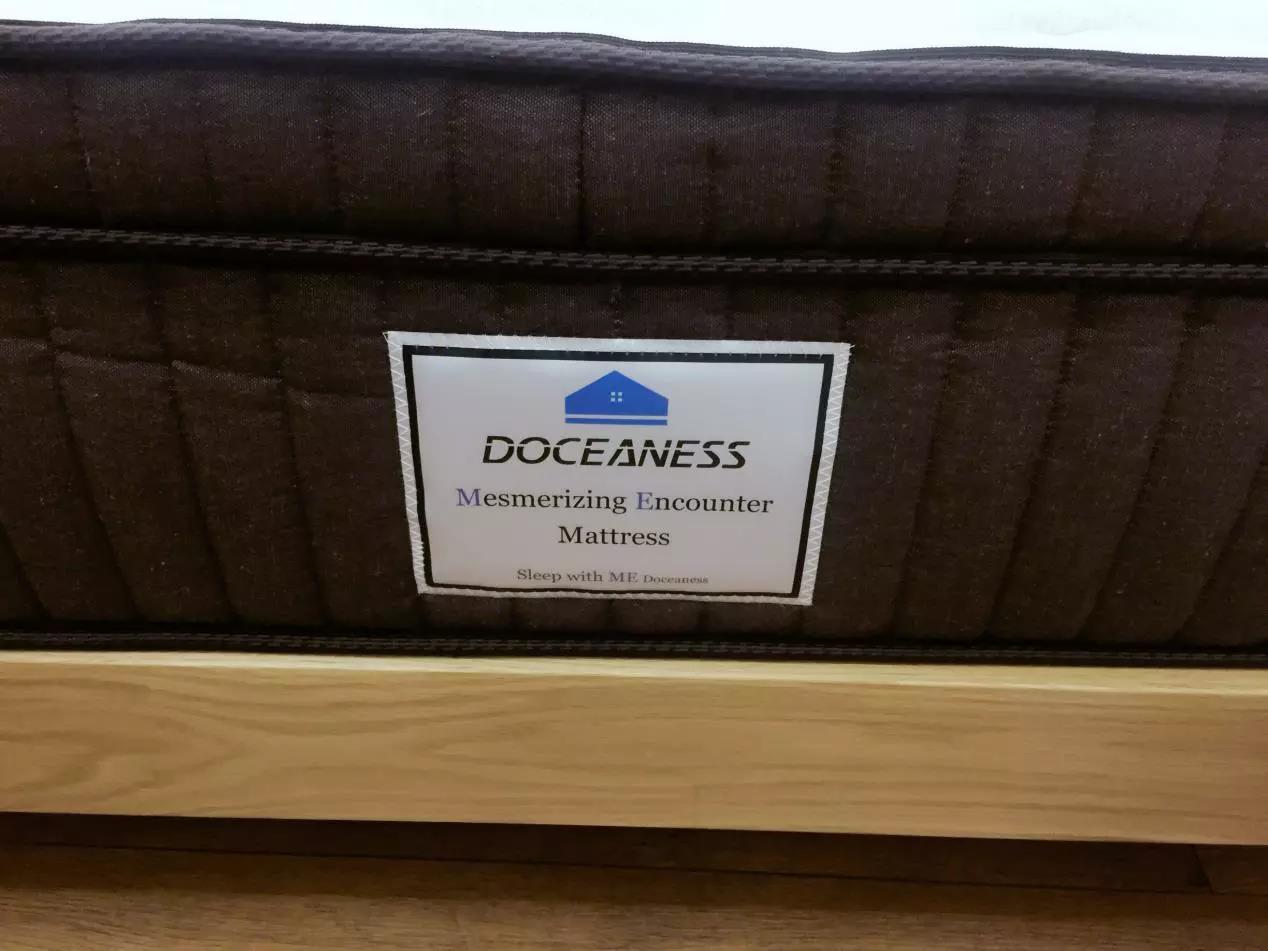 DOCEANESS
Mesmerizing Encounter
Mattress
Sleep with ME Doceaness